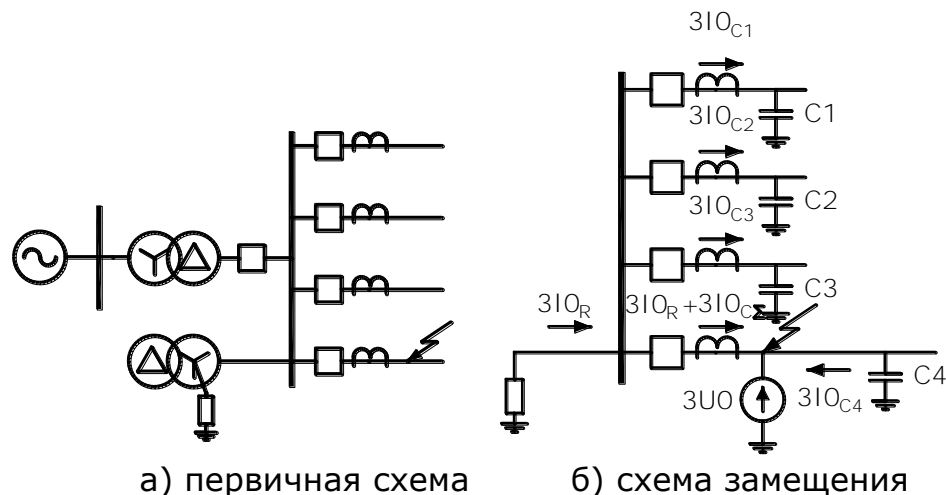 3I0C1
3I0C2
C1
3I0C3
C2
C3
3I0R
3I0R+3I0CΣ
3U0
3I0C4
C4
а) первичная схема
б) схема замещения